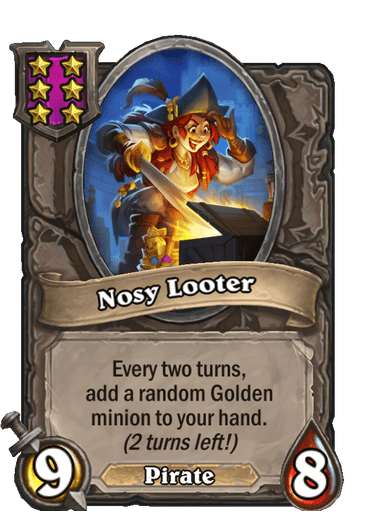 Nosy Looter
Every two turns,
add a random Golden
minion to your hand.
(2 turns left!)
9
Pirate
8